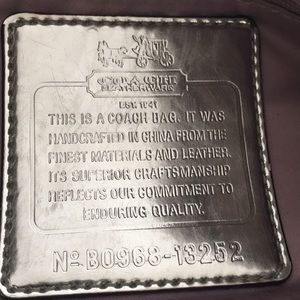 COACH
LEATHERWARE
EST. 1941
THIS IS A COACH BAG. IT WAS
HANDCRAFTED IN CHINA FROM THE
FINEST MATERIALS AND LEATHER.
ITS SUPERIOR CRAFTSMANSHIP
REFLECTS OUR COMMITMENT TO
ENDURING QUALITY.
No B0968-13252